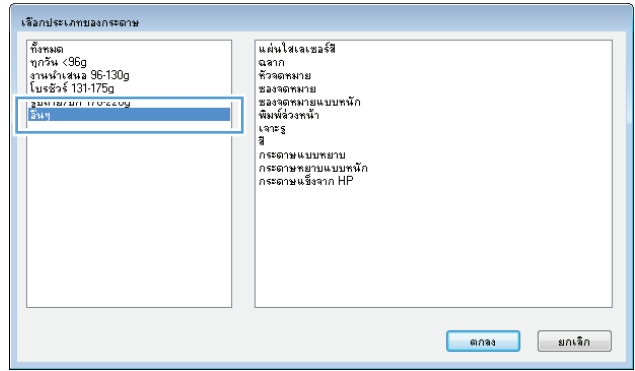 เลือกประเภทของกระดาษ
ทั้งหมด
ทุกวัน <96g
งานนำเสนอ 96-130g
โบรชัวร์ 131-175g
อื่นๆ
แผ่นใสเลเซอร์สี
ฉลาก
หัวจดหมาย
ซองจดหมาย
ซองจดหมายแบบหนัก
พิมพ์ล่วงหน้า
เจาะรู
สี
กระดาษแบบหยาบ
กระดาษหยาบแบบหนัก
กระดาษแข็งจาก HP
ตกลง
ยกเลิก